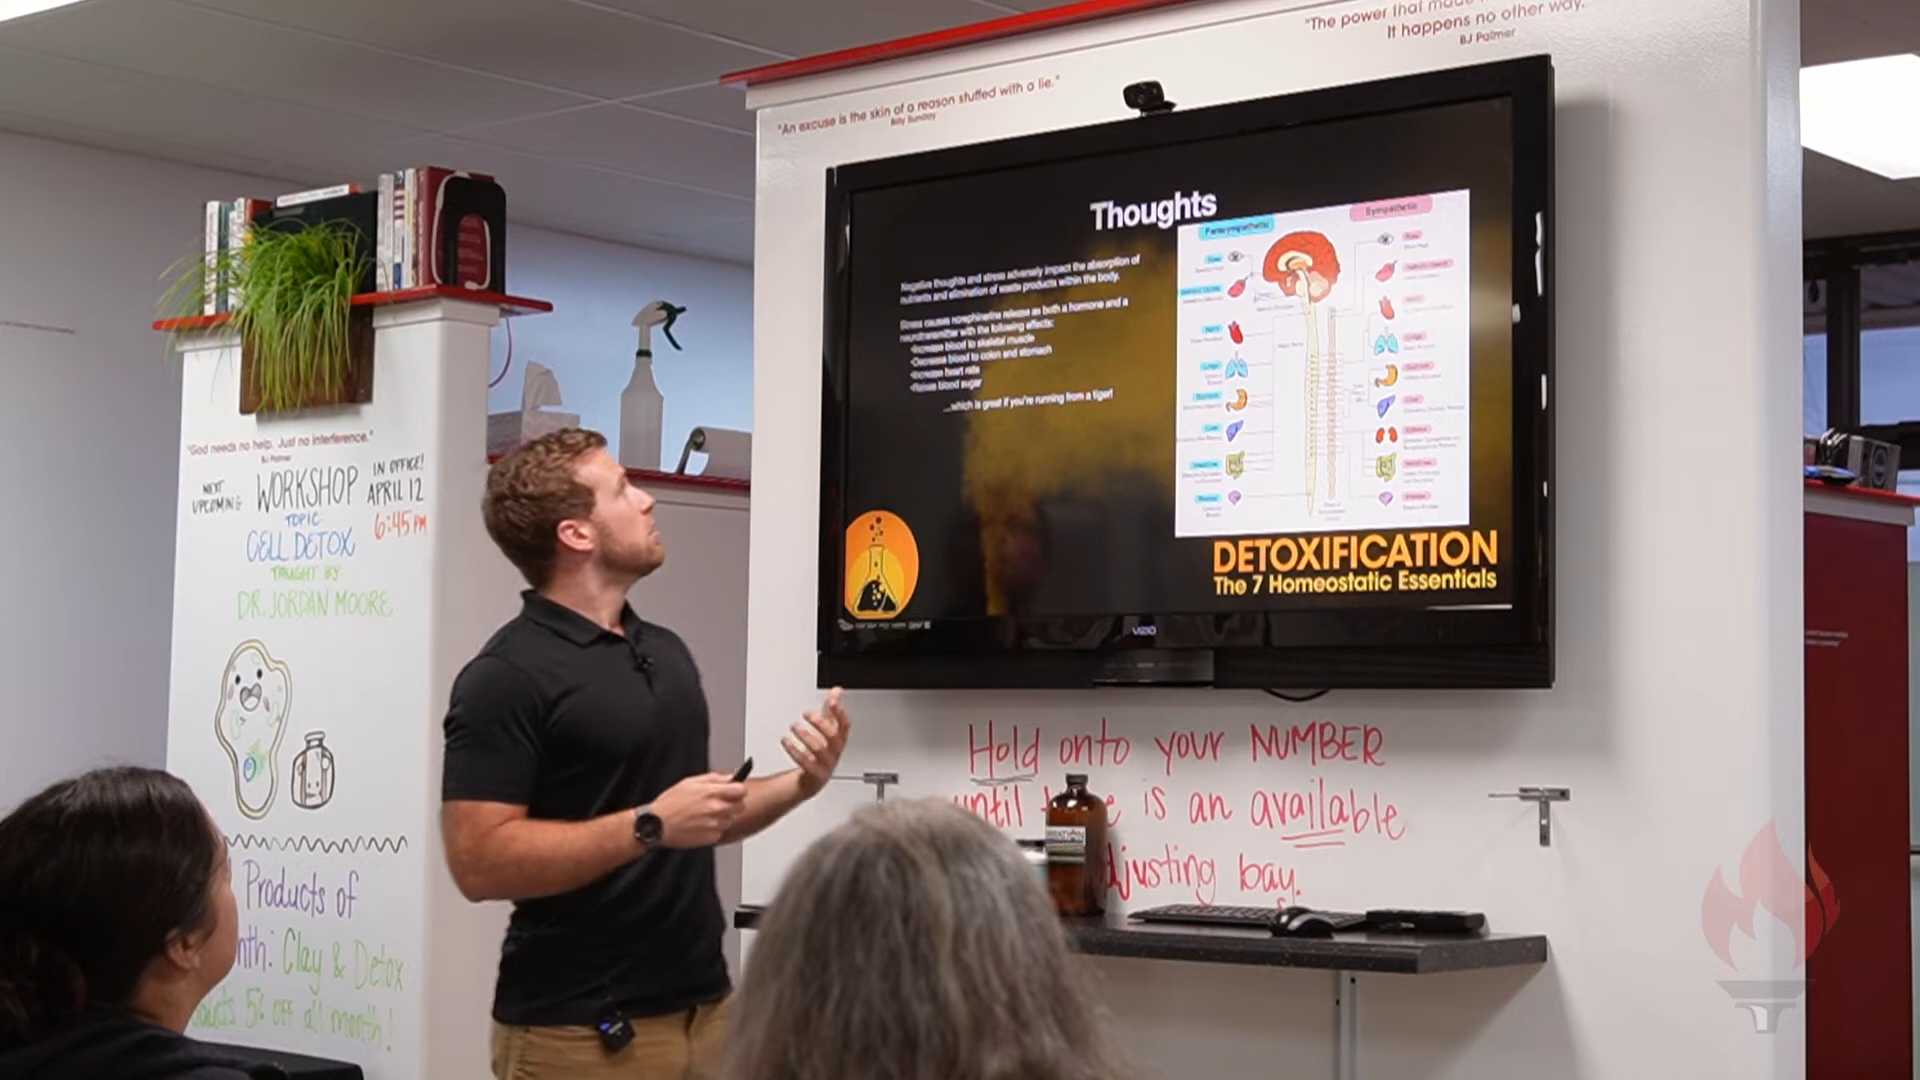 "The power that made
It happens no other way."
BJ Palmer
"An excuse is the skin of a reason stuffed with a lie."
Billy Sunday
"God needs no help. Just no interference."
BJ Palmer
NEXT
UPCOMING
WORKSHOP
IN OFFICE!
APRIL 12
6:45 PM
TOPIC
CELL DETOX
TAUGHT BY
DR. JORDAN MOORE
Products of
nth: Clay & Detox
5% off all month!
Thoughts
Negative thoughts and stress adversely impact the absorption of
nutrients and elimination of waste products within the body.
Stress causes norephinerine release as both a hormone and a
neurotransmitter with the following effects:
•Increase blood to skeletal muscle
•Decrease blood to colon and stomach
•Increase heart rate
•Raises blood sugar
...which is great if you're running from a tiger!
Parasympathetic
Sympathetic
DETOXIFICATION
The 7 Homeostatic Essentials
VIZIO
Hold onto your NUMBER
until is an available
djusting bay.